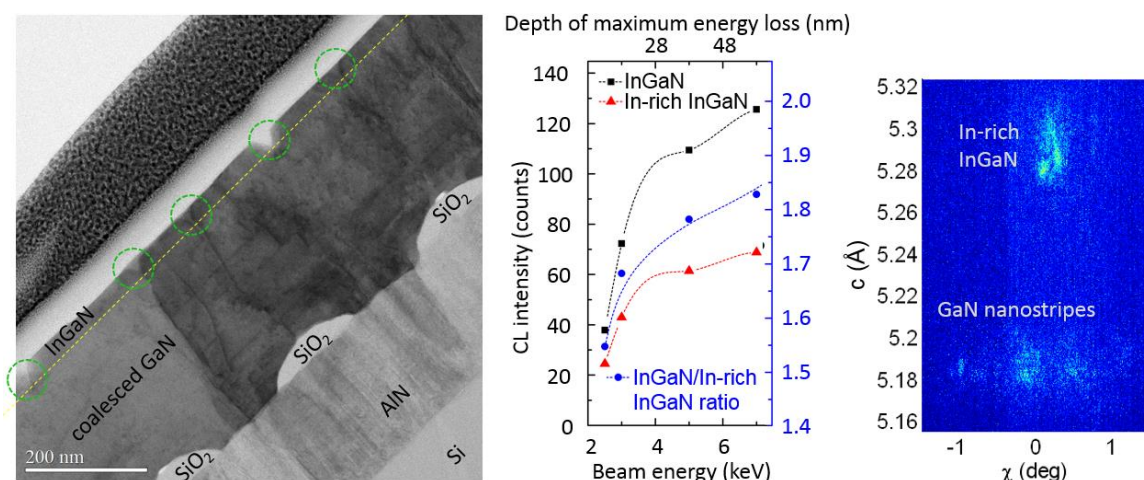 InGaN
coalesced GaN
SiO2
SiO2
SiO2
AlN
Si
200 nm
Depth of maximum energy loss (nm)
28 48
140
120
100
80
60
40
20
0
CL intensity (counts)
InGaN
In-rich InGaN
InGaN/In-rich
InGaN ratio
2.0
1.9
1.8
1.7
1.6
1.5
1.4
2 4 6
Beam energy (keV)
5.32
5.3
5.28
5.26
5.24
5.22
5.2
5.18
5.16
c (Å)
In-rich
InGaN
GaN nanostripes
-1 0 1
χ (deg)